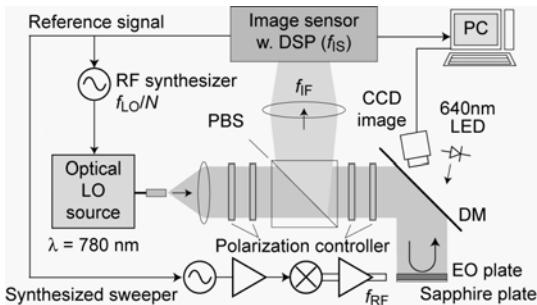 Reference signal
Image sensor
w. DSP (fIS)
PC
RF synthesizer
fLO/N
fIF
CCD
image
640nm
LED
PBS
Optical
LO
source
DM
λ = 780 nm
Polarization controller
EO plate
Synthesized sweeper
fRF
Sapphire plate